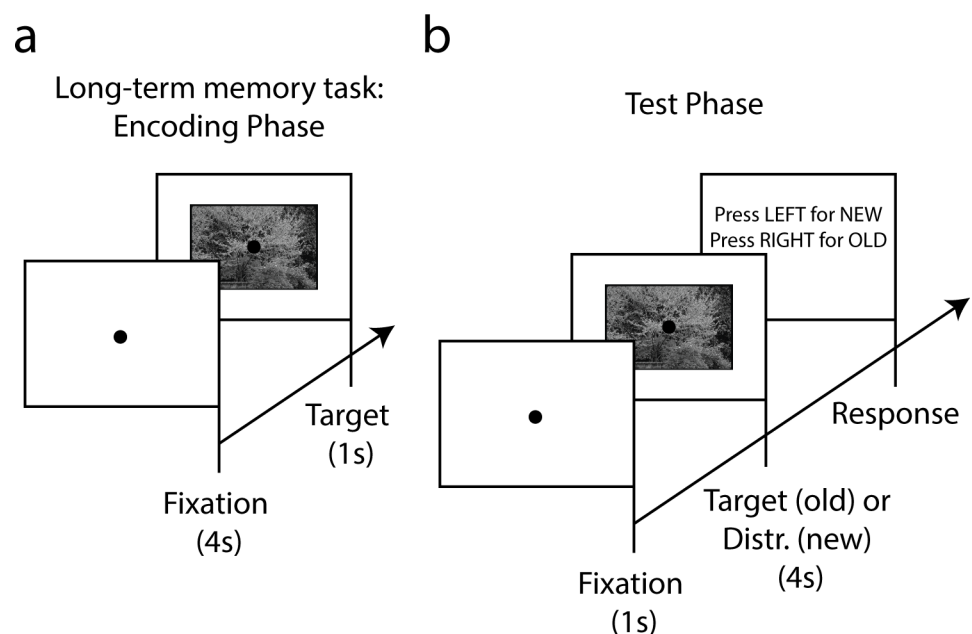 a
Long-term memory task:
Encoding Phase
Target
(1s)
Fixation
(4s)
b
Test Phase
Press LEFT for NEW
Press RIGHT for OLD
Response
Target (old) or
Distr. (new)
(4s)
Fixation
(1s)